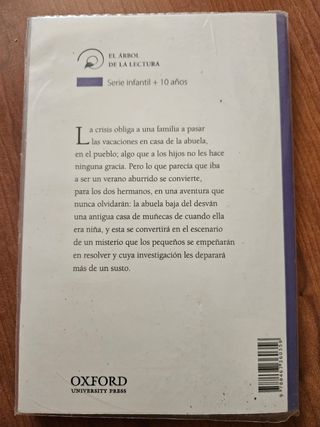 EL ÁRBOL
DE LA LECTURA
Serie infantil + 10 años
La crisis obliga a una familia a pasar
las vacaciones en casa de la abuela,
en el pueblo; algo que a los hijos no les hace
ninguna gracia. Pero lo que parecía que iba
a ser un verano aburrido se convierte,
para los dos hermanos, en una aventura que
nunca olvidarán: la abuela baja del desván
una antigua casa de muñecas de cuando ella
era niña, y esta se convertirá en el escenario
de un misterio que los pequeños se empeñarán
en resolver y cuya investigación les deparará
más de un susto.
OXFORD
UNIVERSITY PRESS